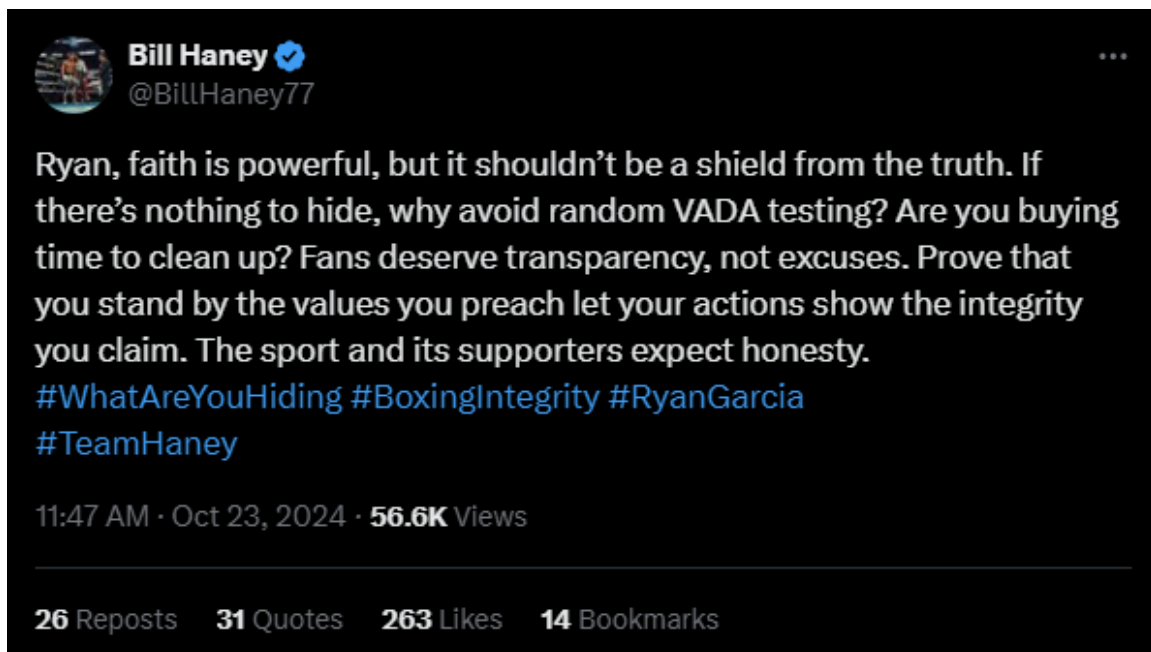 Bill Haney
@BillHaney77
Ryan, faith is powerful, but it shouldn’t be a shield from the truth. If
there’s nothing to hide, why avoid random VADA testing? Are you buying
time to clean up? Fans deserve transparency, not excuses. Prove that
you stand by the values you preach let your actions show the integrity
you claim. The sport and its supporters expect honesty.
#WhatAreYouHiding #BoxingIntegrity #RyanGarcia
#TeamHaney
11:47 AM · Oct 23, 2024 · 56.6K Views
26 Reposts 31 Quotes 263 Likes 14 Bookmarks